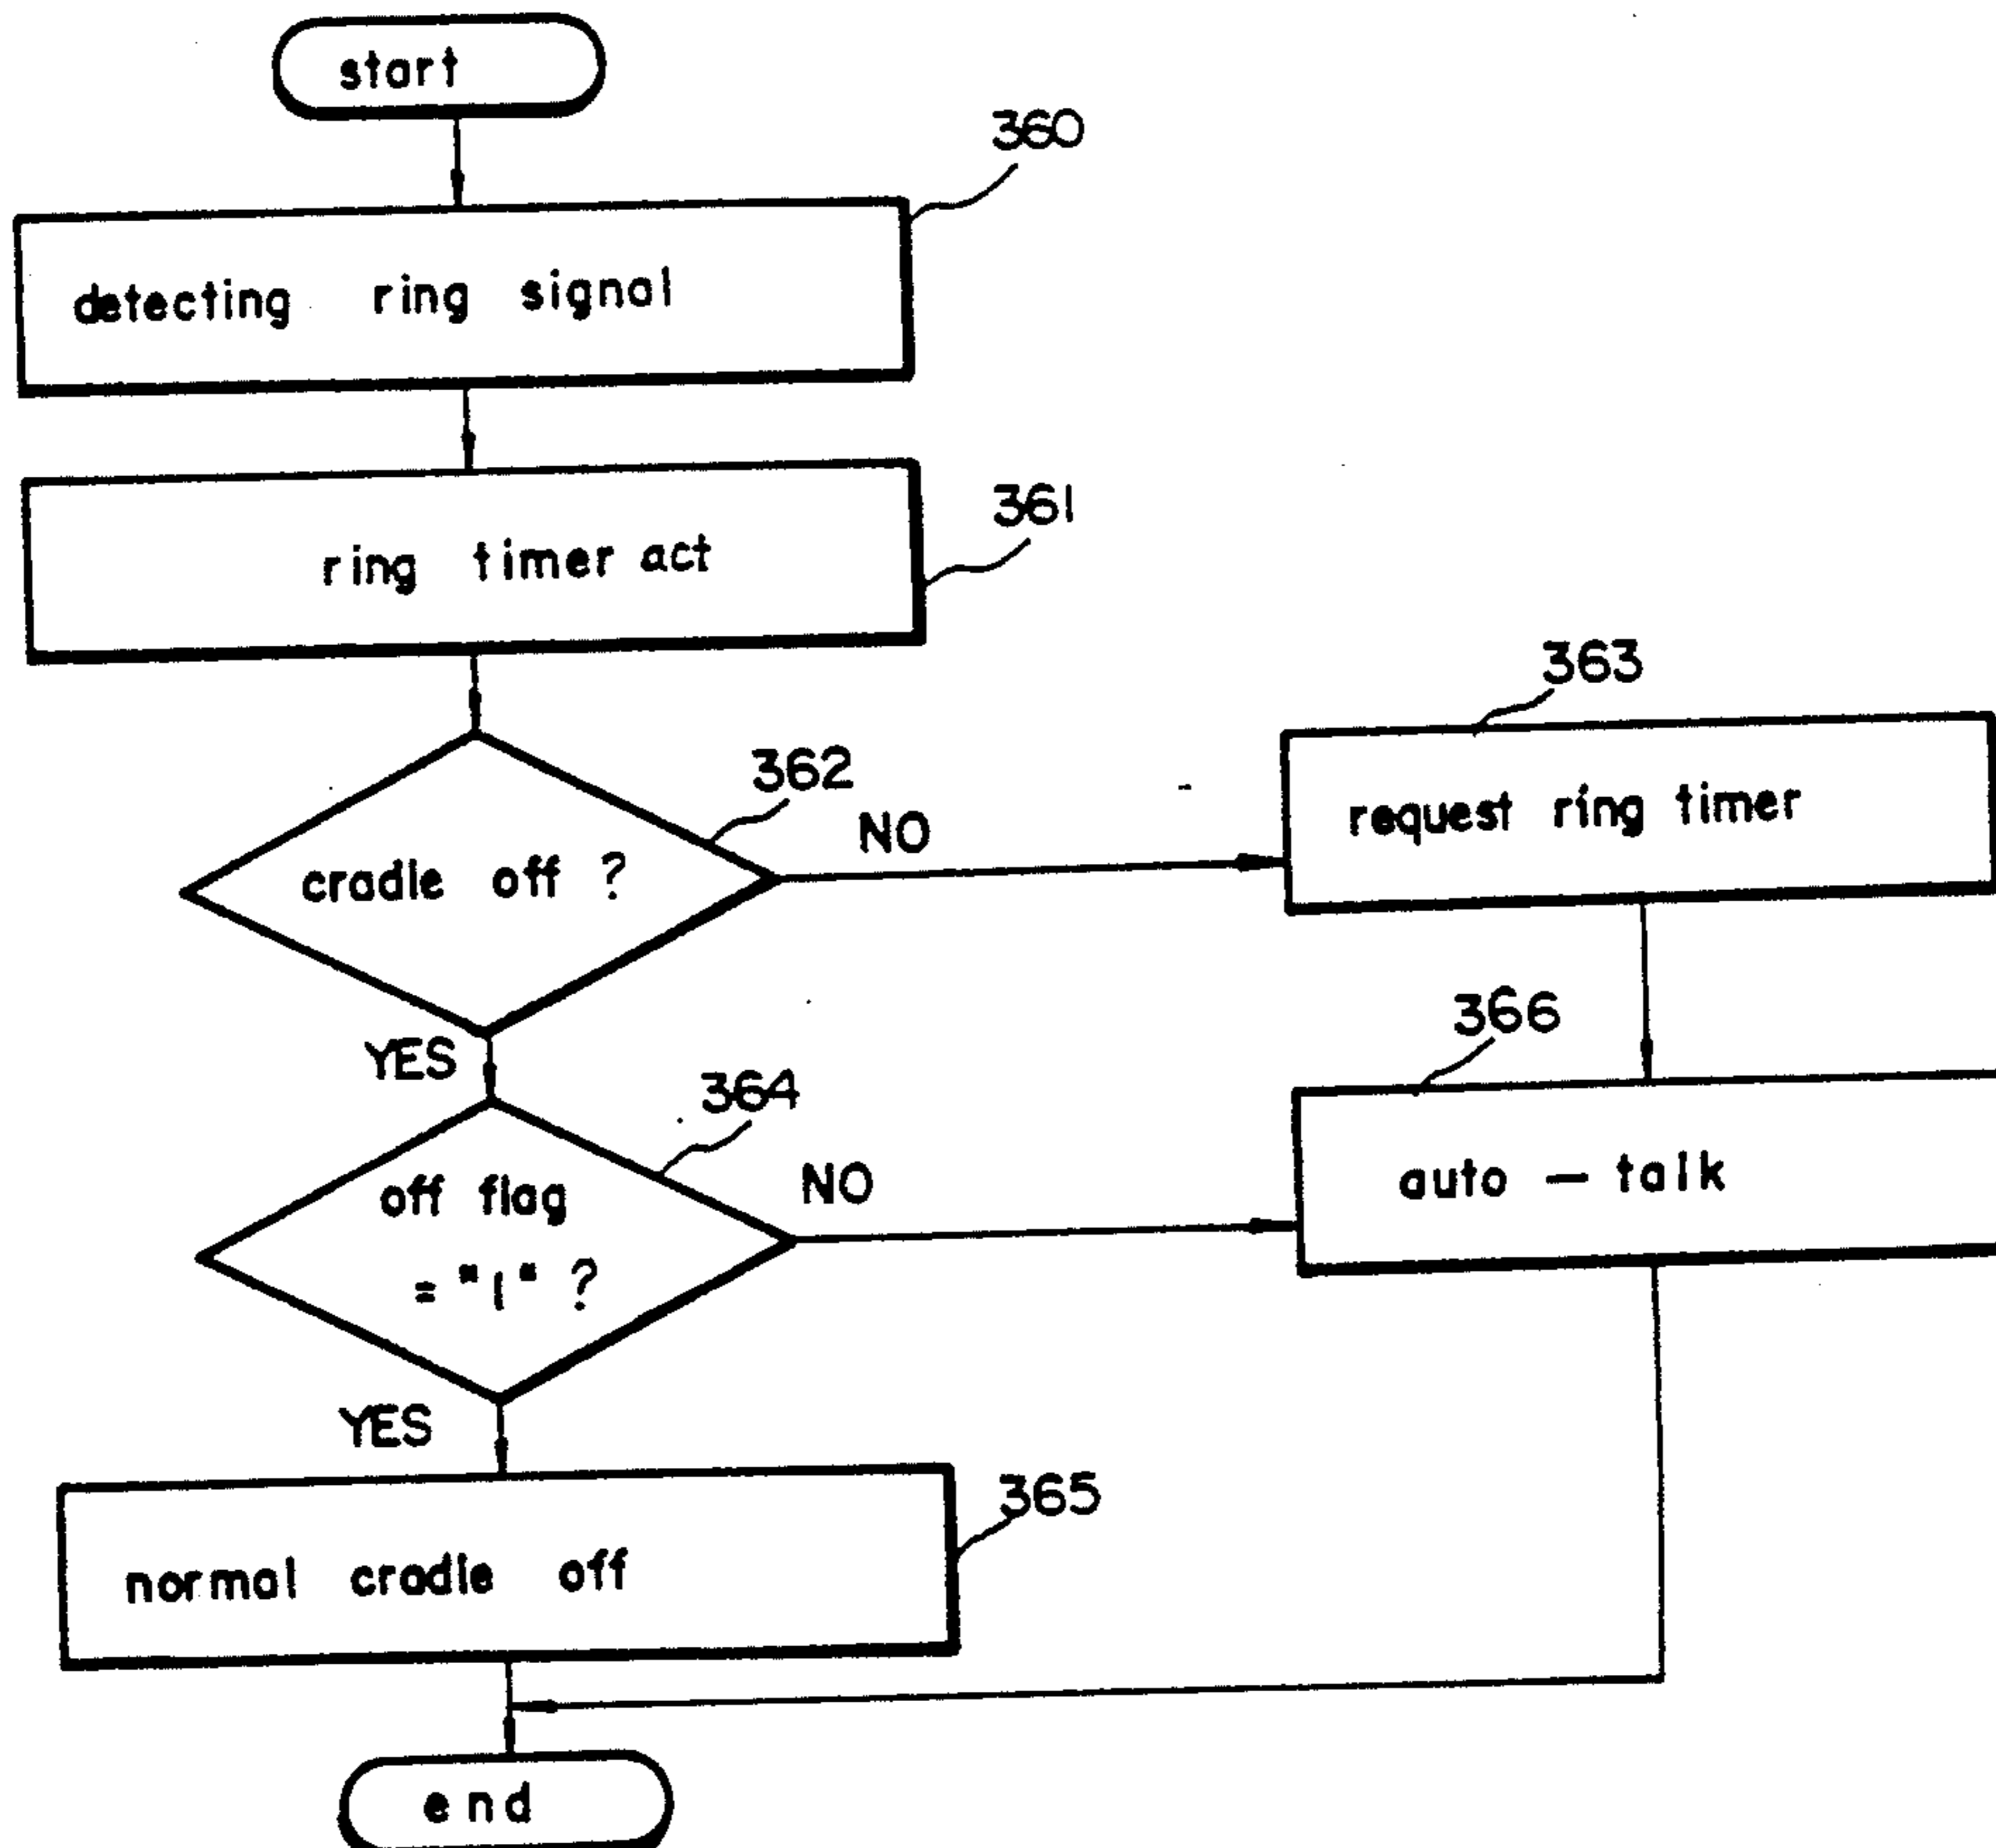 start
360
detecting ring signal
361
ring timer act
362
cradle off ?
NO
363
request ring timer
YES
364
off flag
= "1" ?
NO
366
auto - talk
YES
365
normal cradle off
end